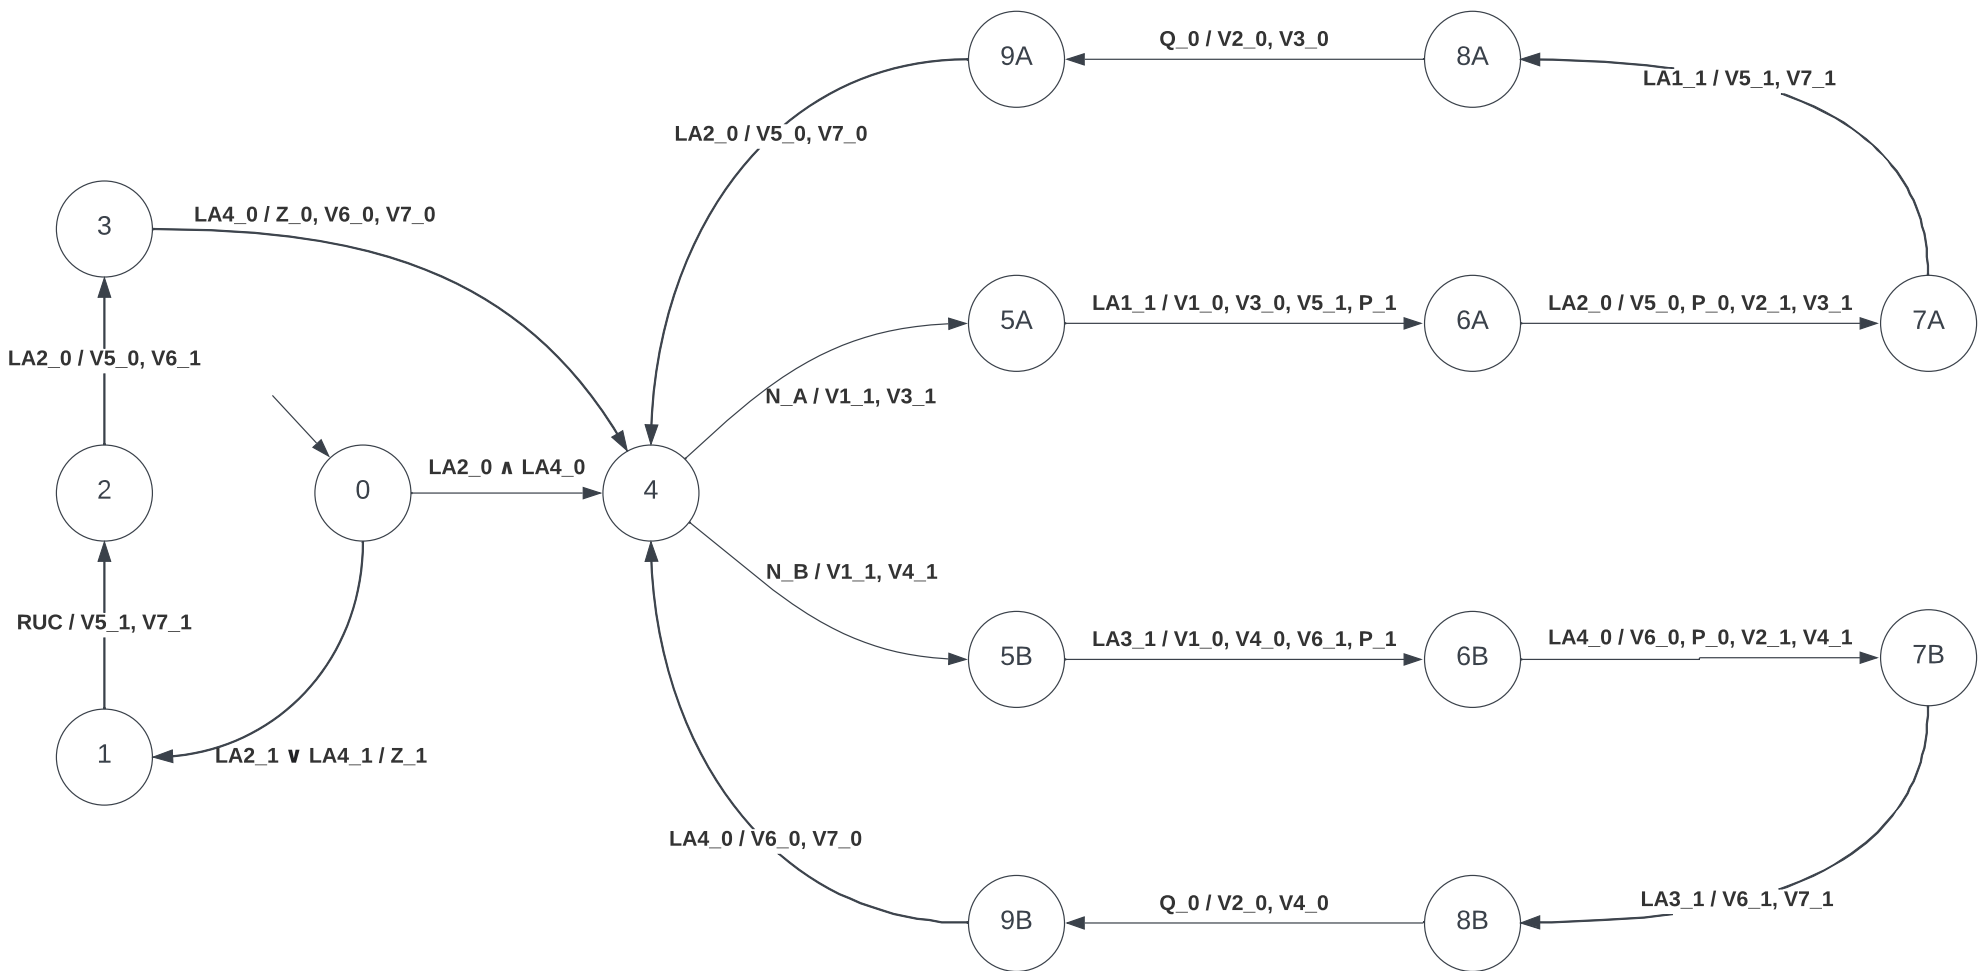 9A
Q_0 / V2_0, V3_0
8A
LA1_1 / V5_1, V7_1
LA2_0 / V5_0, V7_0
3
LA4_0 / Z_0, V6_0, V7_0
5A
LA1_1 / V1_0, V3_0, V5_1, P_1
6A
LA2_0 / V5_0, P_0, V2_1, V3_1
7A
LA2_0 / V5_0, V6_1
N_A / V1_1, V3_1
2
0
LA2_0 ∧ LA4_0
4
N_B / V1_1, V4_1
RUC / V5_1, V7_1
5B
LA3_1 / V1_0, V4_0, V6_1, P_1
6B
LA4_0 / V6_0, P_0, V2_1, V4_1
7B
1
LA2_1 ∨ LA4_1 / Z_1
LA4_0 / V6_0, V7_0
9B
Q_0 / V2_0, V4_0
8B
LA3_1 / V6_1, V7_1